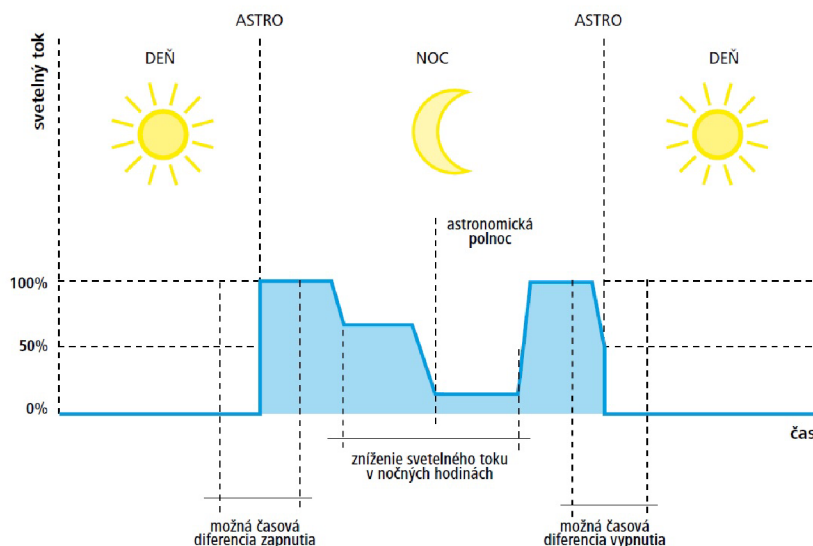 ASTRO
ASTRO
DEŇ
NOC
DEŇ
svetelný tok
astronomická
polnoc
100%
50%
0%
čas
zníženie svetelného toku
v nočných hodinách
možná časová
diferencia zapnutia
možná časová
diferencia vypnutia